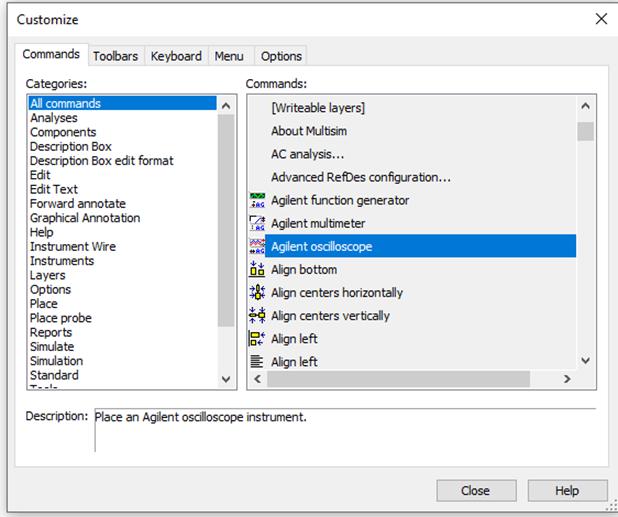 Customize
Commands Toolbars Keyboard Menu Options
Categories:
All commands
Analyses
Components
Description Box
Description Box edit format
Edit
Edit Text
Forward annotate
Graphical Annotation
Help
Instrument Wire
Instruments
Layers
Options
Place
Place probe
Reports
Simulate
Simulation
Standard
Commands:
[Writeable layers]
About Multisim
AC analysis...
Advanced RefDes configuration...
Agilent function generator
Agilent multimeter
Agilent oscilloscope
Align bottom
Align centers horizontally
Align centers vertically
Align left
Align left
Description: Place an Agilent oscilloscope instrument.
Close Help